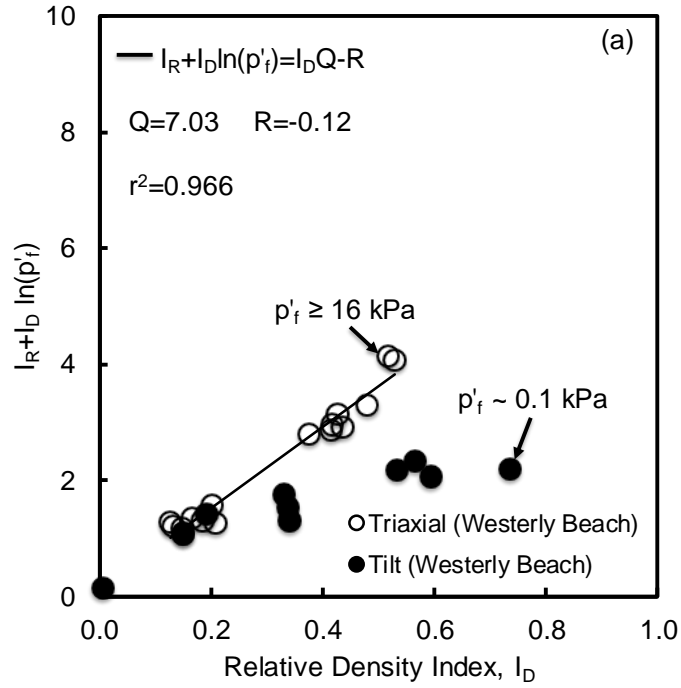 10
(a)
I_R+I_D ln(p'_f)=I_DQ-R
Q=7.03 R=-0.12
8
r²=0.966
6
I_R+I_D ln(p'_f)
p'_f ≥ 16 kPa
4
p'_f ~ 0.1 kPa
2
Triaxial (Westerly Beach)
Tilt (Westerly Beach)
0
0.0 0.2 0.4 0.6 0.8 1.0
Relative Density Index, I_D